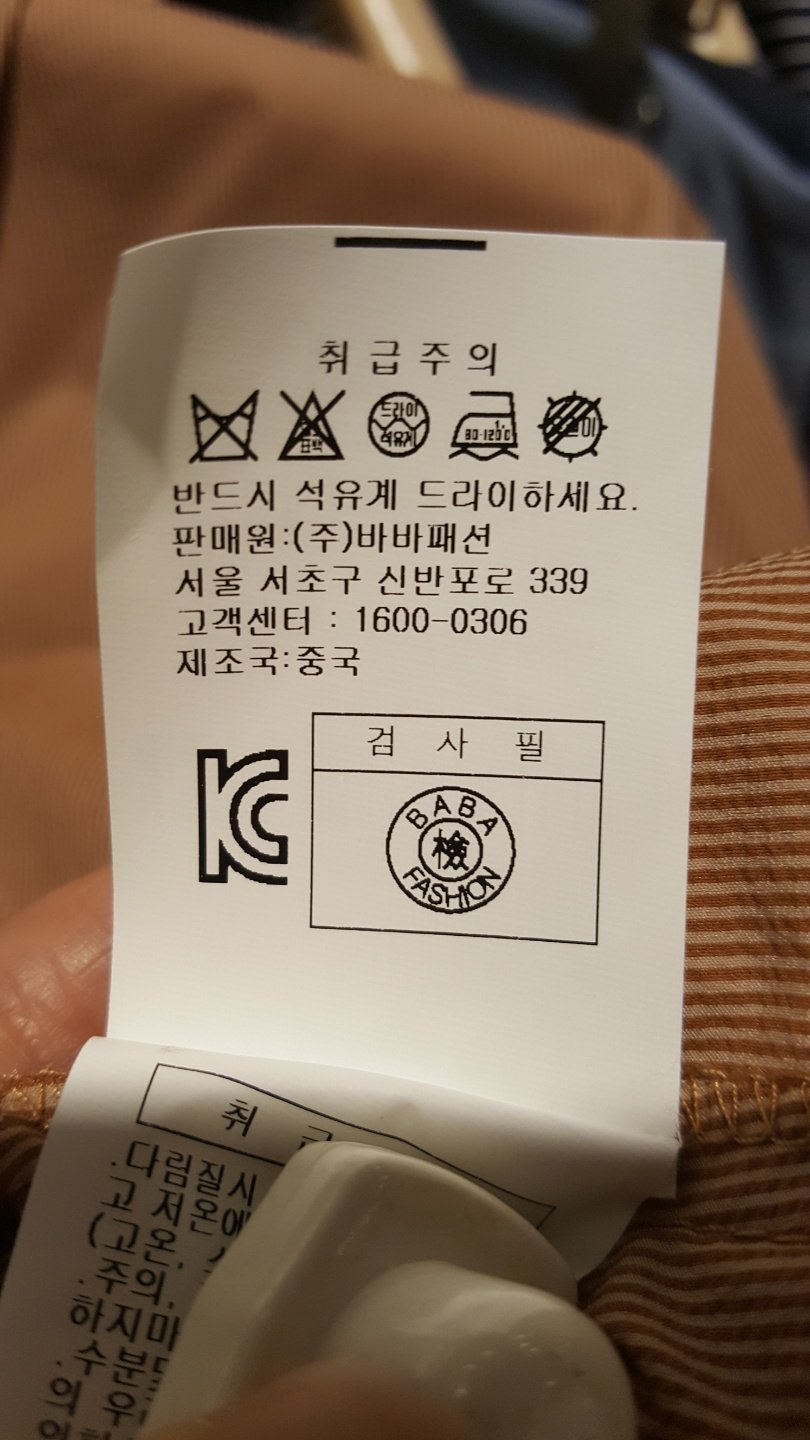 취급주의
표백 드라이 석유계 80-120℃
반드시 석유계 드라이하세요.
판매원:(주)바바패션
서울 서초구 신반포로 339
고객센터 : 1600-0306
제조국:중국
검 사 필
BABA
檢
FASHION
취 급
.다림질시
고 저온에
(고온,
.주의,
하지마
.수분
의